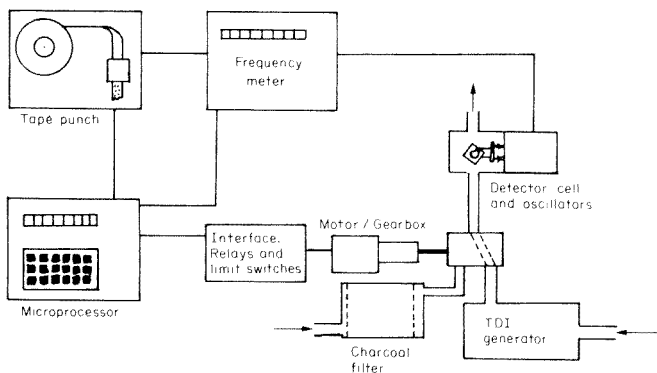 Frequency
meter
Tape punch
Detector cell
and oscillators
Motor / Gearbox
Interface.
Relays and
limit switches
Microprocessor
TDI
generator
Charcoal
filter